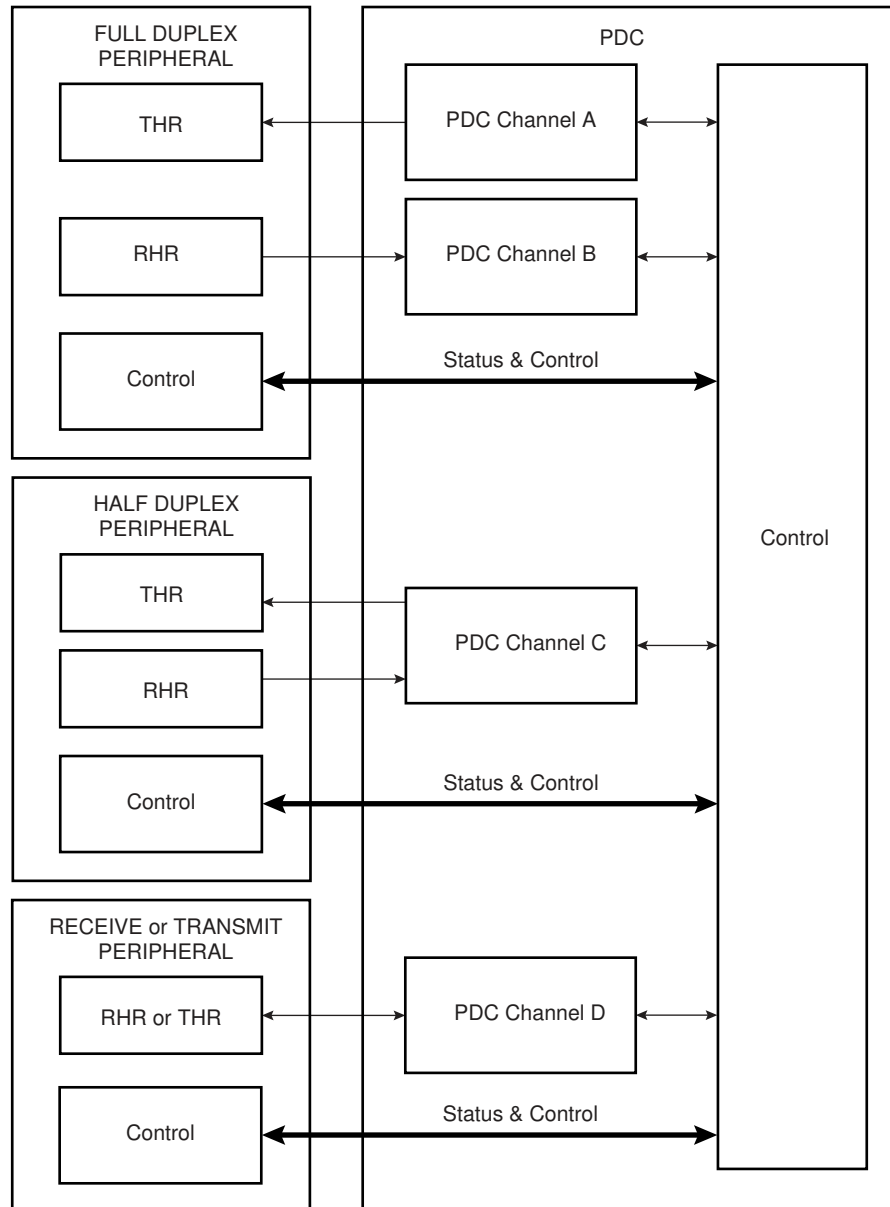 FULL DUPLEX
PERIPHERAL
PDC
THR
PDC Channel A
RHR
PDC Channel B
Control
Status & Control
HALF DUPLEX
PERIPHERAL
Control
THR
PDC Channel C
RHR
Control
Status & Control
RECEIVE or TRANSMIT
PERIPHERAL
RHR or THR
PDC Channel D
Control
Status & Control